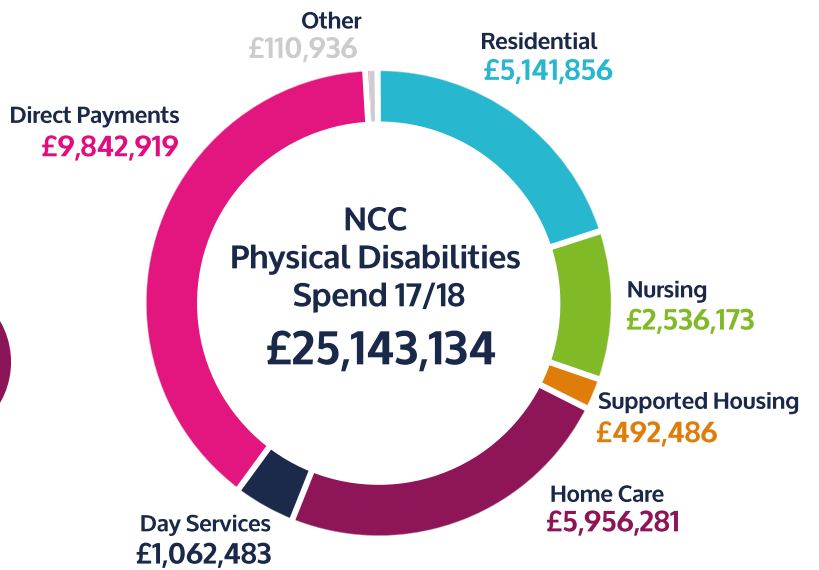 Other
£110,936
Residential
£5,141,856
Direct Payments
£9,842,919
NCC
Physical Disabilities
Spend 17/18
£25,143,134
Nursing
£2,536,173
Supported Housing
£492,486
Home Care
£5,956,281
Day Services
£1,062,483